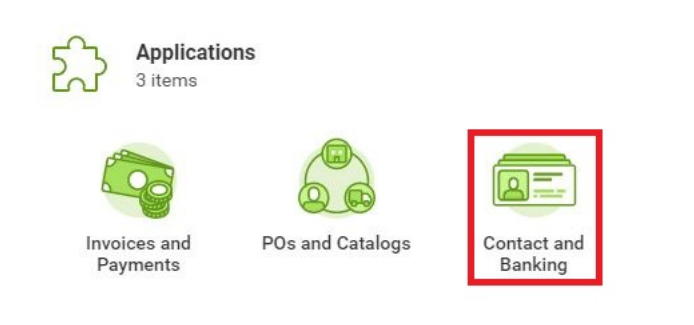 Applications
3 items
Invoices and
Payments
POs and Catalogs
Contact and
Banking